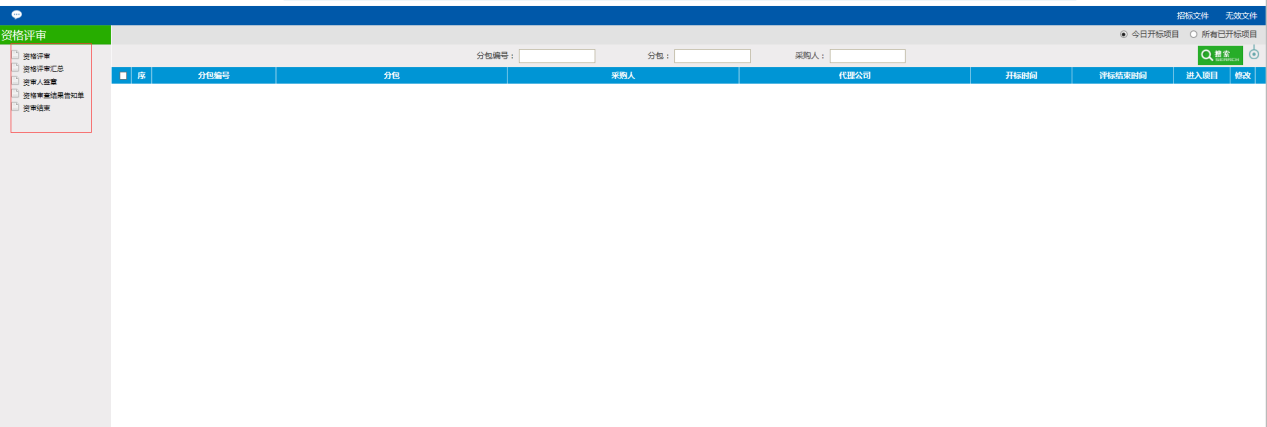 招标文件 无效文件
资格评审
今日开标项目 所有已开标项目
资格评审
资格评审汇总
资审人签章
资格审查结果告知单
资审结束
分包编号： 分包： 采购人： 搜索 SEARCH
序 分包编号 分包 采购人 代理公司 开标时间 评标结束时间 进入项目 修改